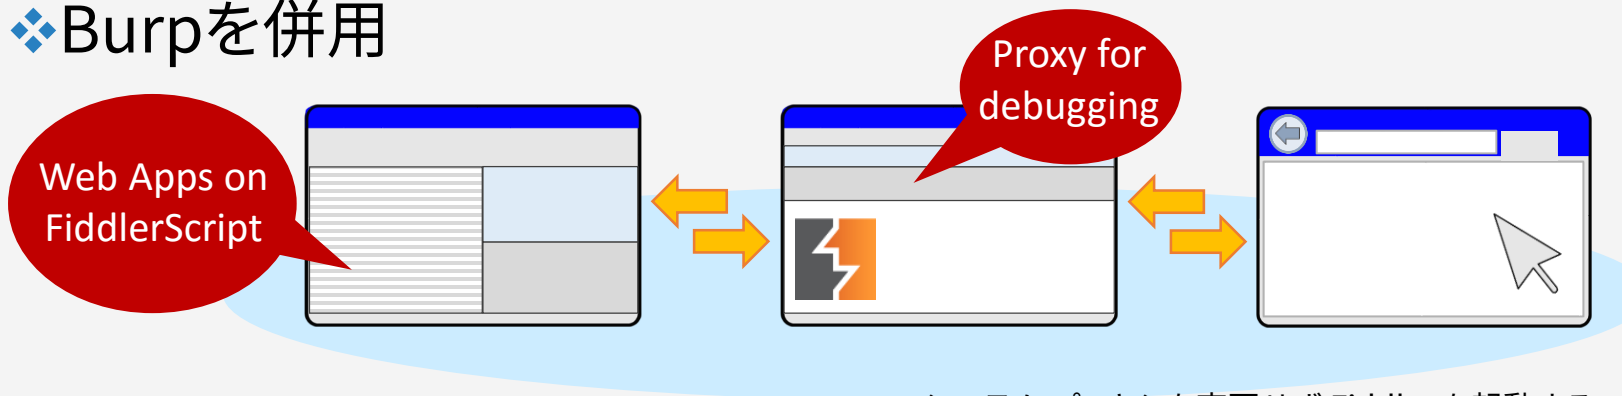 ❖Burpを併用
Proxy for
debugging
Web Apps on
FiddlerScript